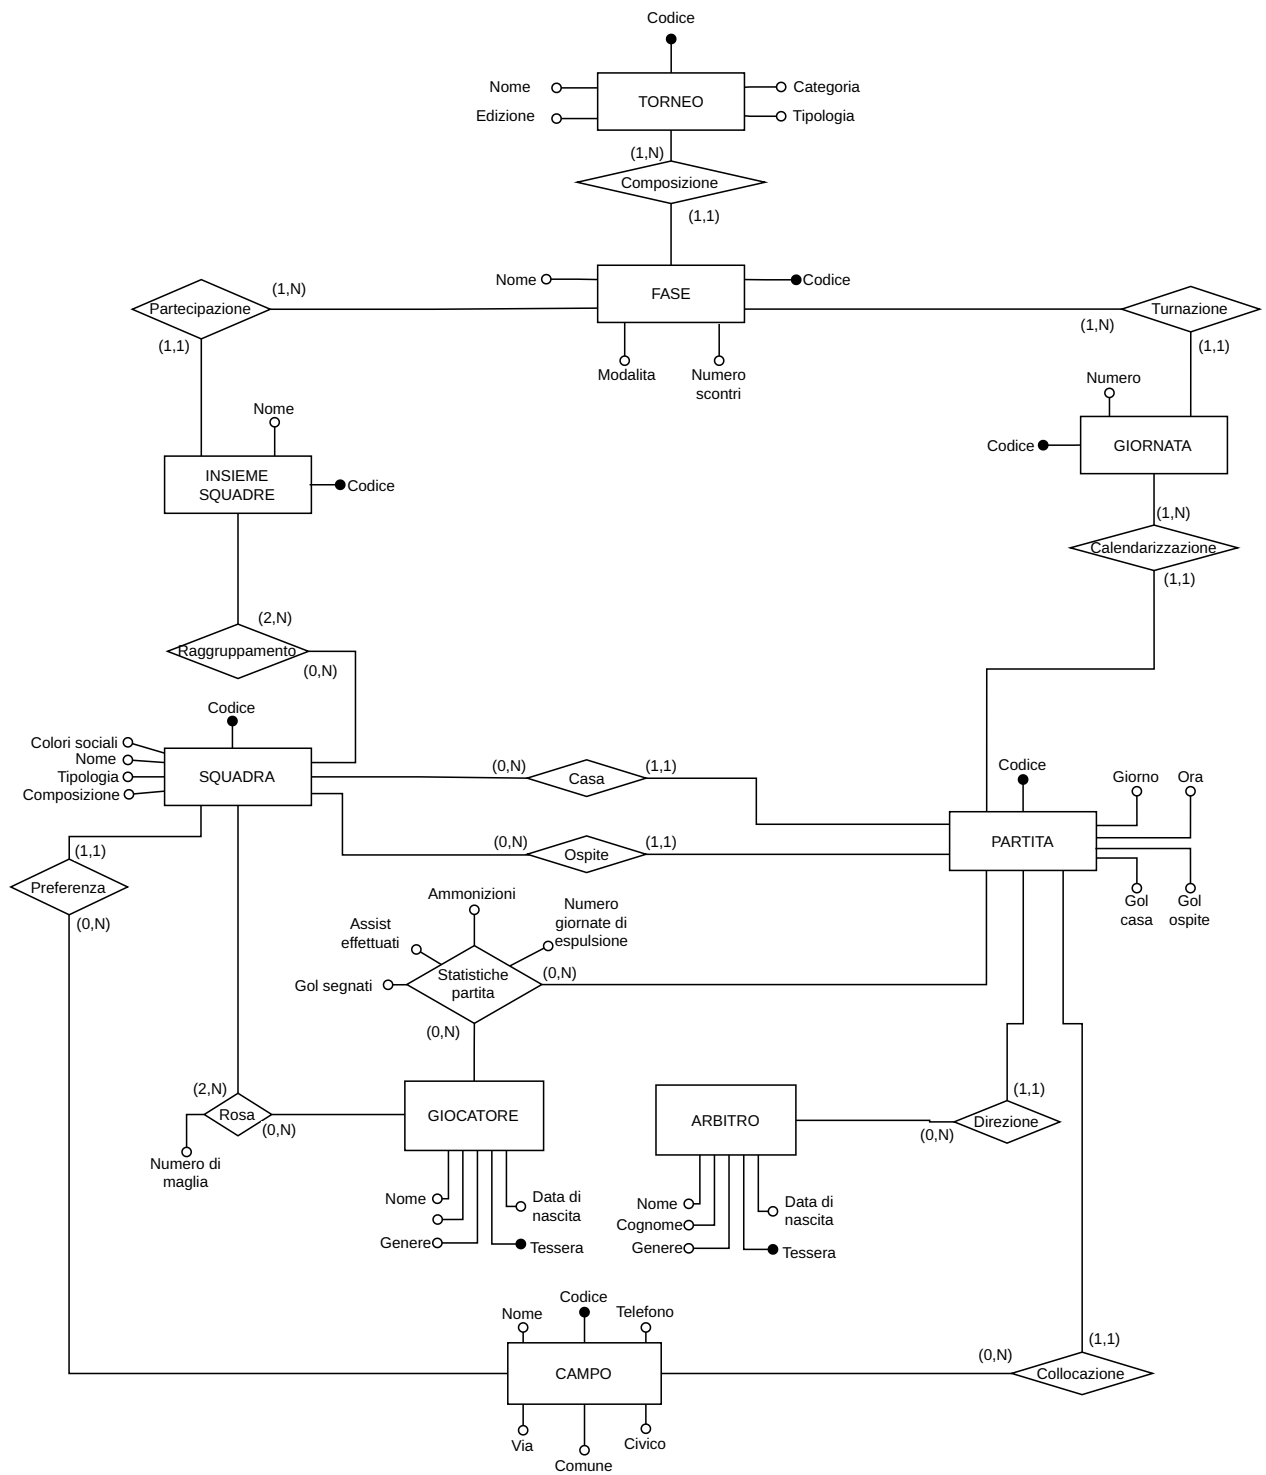 Codice
Nome
Categoria
TORNEO
Edizione
Tipologia
(1,N)
Composizione
(1,1)
Nome
Codice
FASE
(1,N)
Partecipazione
(1,1)
Turnazione
(1,N)
(1,1)
Modalita
Numero
scontri
Numero
Nome
Codice
GIORNATA
INSIEME
SQUADRE
Codice
(1,N)
Calendarizzazione
(1,1)
(2,N)
Raggruppamento
(0,N)
Codice
Colori sociali
Nome
Tipologia
Composizione
SQUADRA
(0,N)
Casa
(1,1)
Codice
Giorno
Ora
PARTITA
(0,N)
Ospite
(1,1)
(1,1)
Preferenza
(0,N)
Gol
casa
Gol
ospite
Ammonizioni
Assist
effettuati
Numero
giornate di
espulsione
Gol segnati
Statistiche
partita
(0,N)
(0,N)
(2,N)
Rosa
(0,N)
Numero di
maglia
GIOCATORE
ARBITRO
(1,1)
Direzione
(0,N)
Nome
Data di
nascita
Genere
Tessera
Nome
Cognome
Genere
Data di
nascita
Tessera
Codice
Nome
Telefono
CAMPO
(0,N)
(1,1)
Collocazione
Via
Comune
Civico